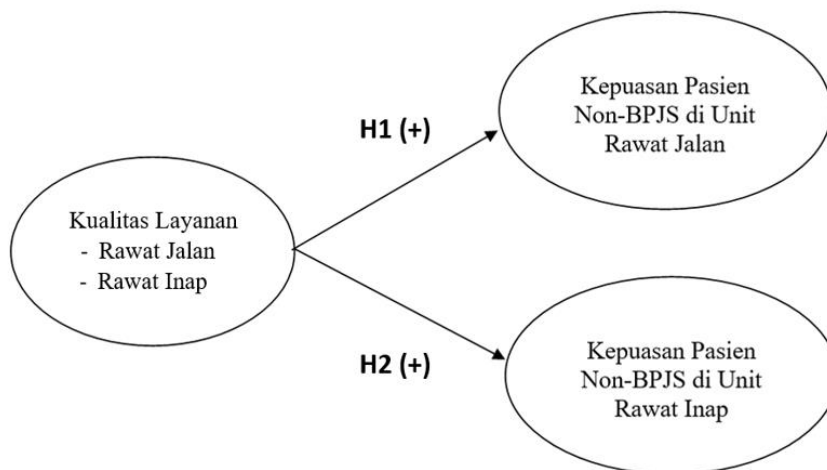 Kualitas Layanan
- Rawat Jalan
- Rawat Inap
H1 (+)
Kepuasan Pasien
Non-BPJS di Unit
Rawat Jalan
H2 (+)
Kepuasan Pasien
Non-BPJS di Unit
Rawat Inap